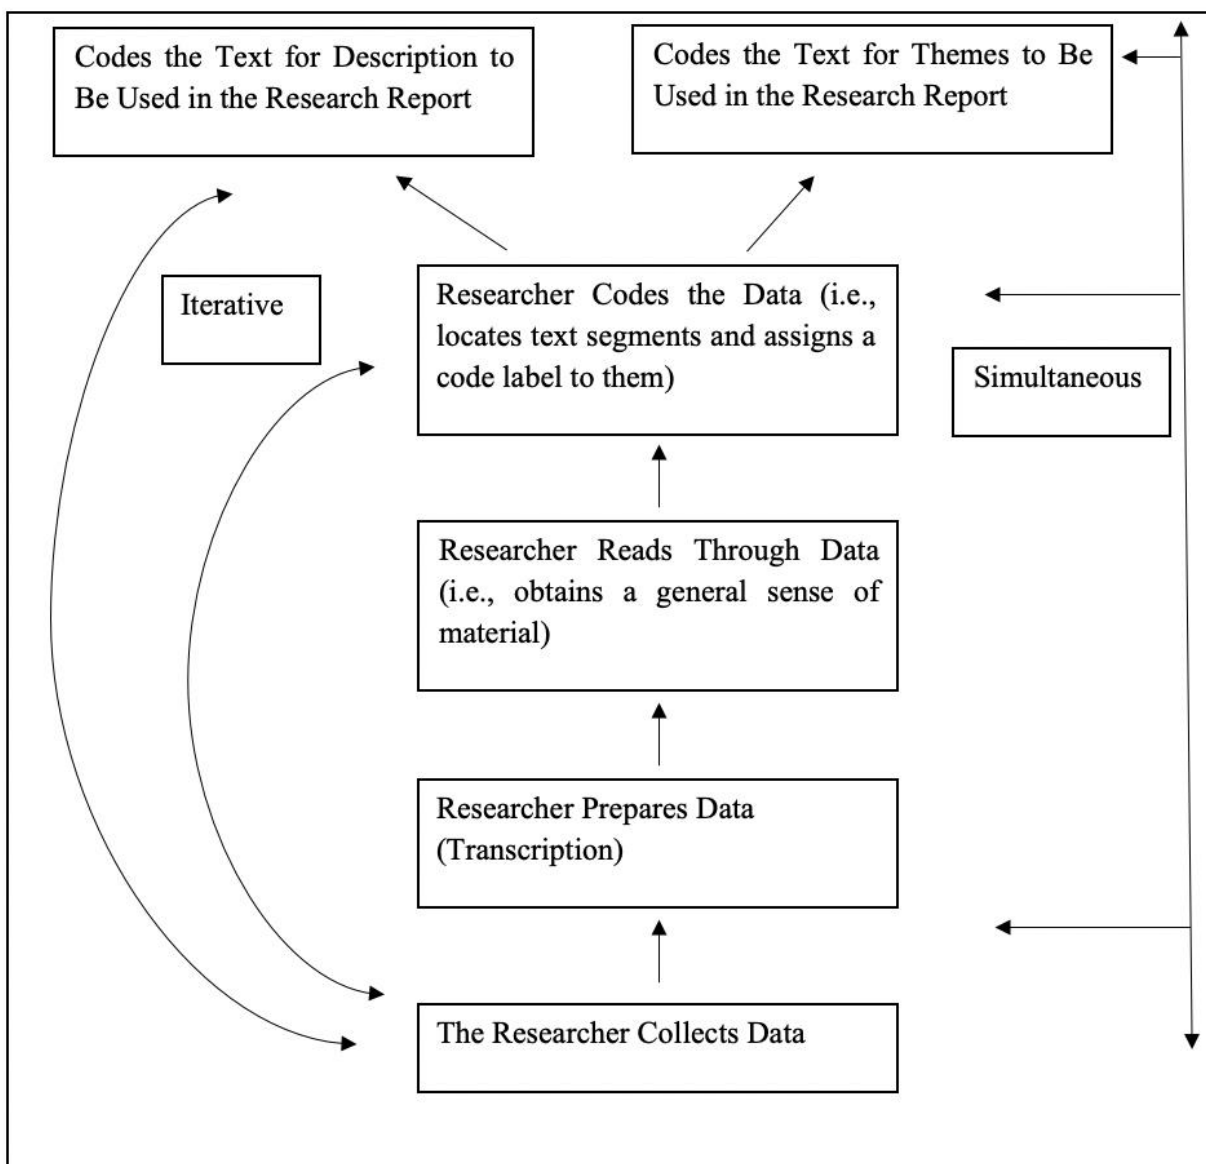 Codes the Text for Description to
Be Used in the Research Report
Codes the Text for Themes to Be
Used in the Research Report
Iterative
Researcher Codes the Data (i.e.,
locates text segments and assigns a
code label to them)
Simultaneous
Researcher Reads Through Data
(i.e., obtains a general sense of
material)
Researcher Prepares Data
(Transcription)
The Researcher Collects Data